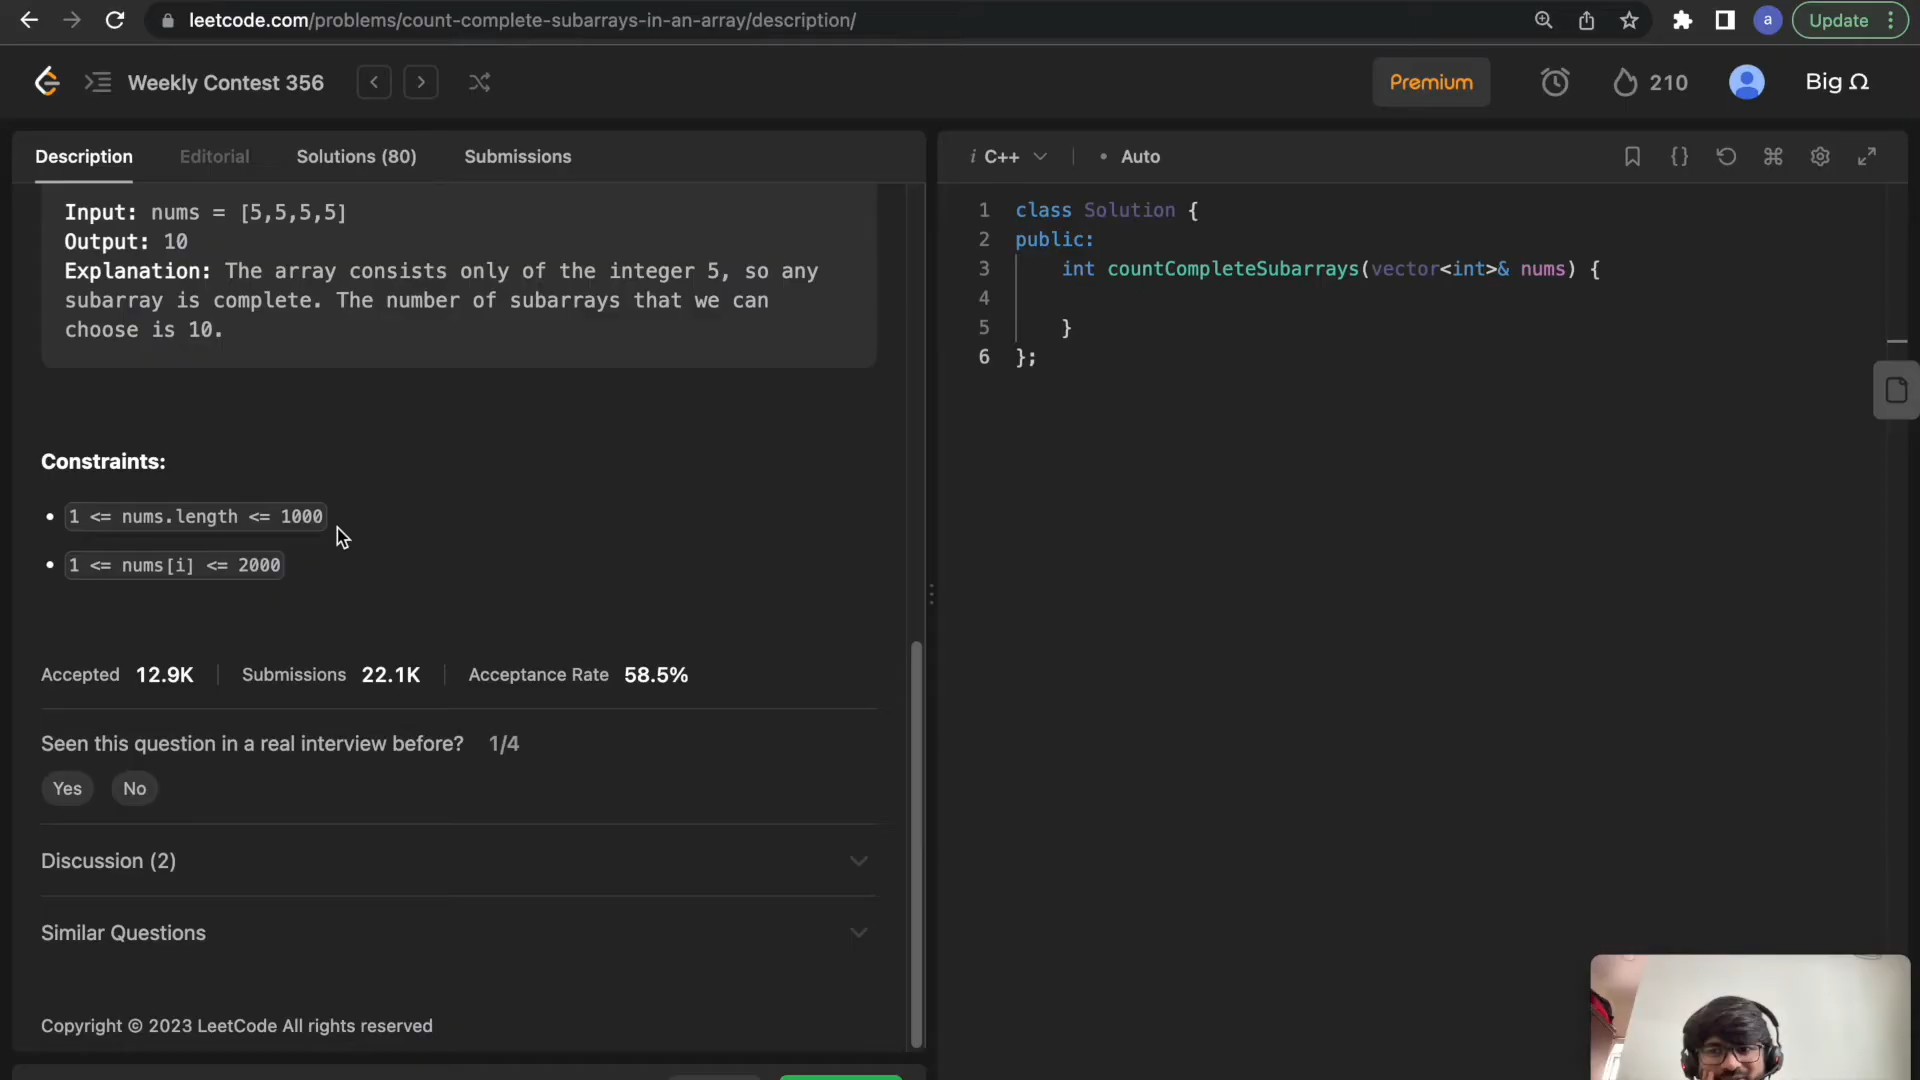 leetcode.com/problems/count-complete-subarrays-in-an-array/description/
a
Update
Weekly Contest 356
Premium
210
Big Ω
Description
Editorial
Solutions (80)
Submissions
Input: nums = [5,5,5,5]
Output: 10
Explanation: The array consists only of the integer 5, so any
subarray is complete. The number of subarrays that we can
choose is 10.
Constraints:
• 1 <= nums.length <= 1000
• 1 <= nums[i] <= 2000
Accepted 12.9K
Submissions 22.1K
Acceptance Rate 58.5%
Seen this question in a real interview before? 1/4
Yes
No
Discussion (2)
Similar Questions
Copyright © 2023 LeetCode All rights reserved
i C++
• Auto
{}
1 class Solution {
2 public:
3 int countCompleteSubarrays(vector<int>& nums) {
4
5 }
6 };